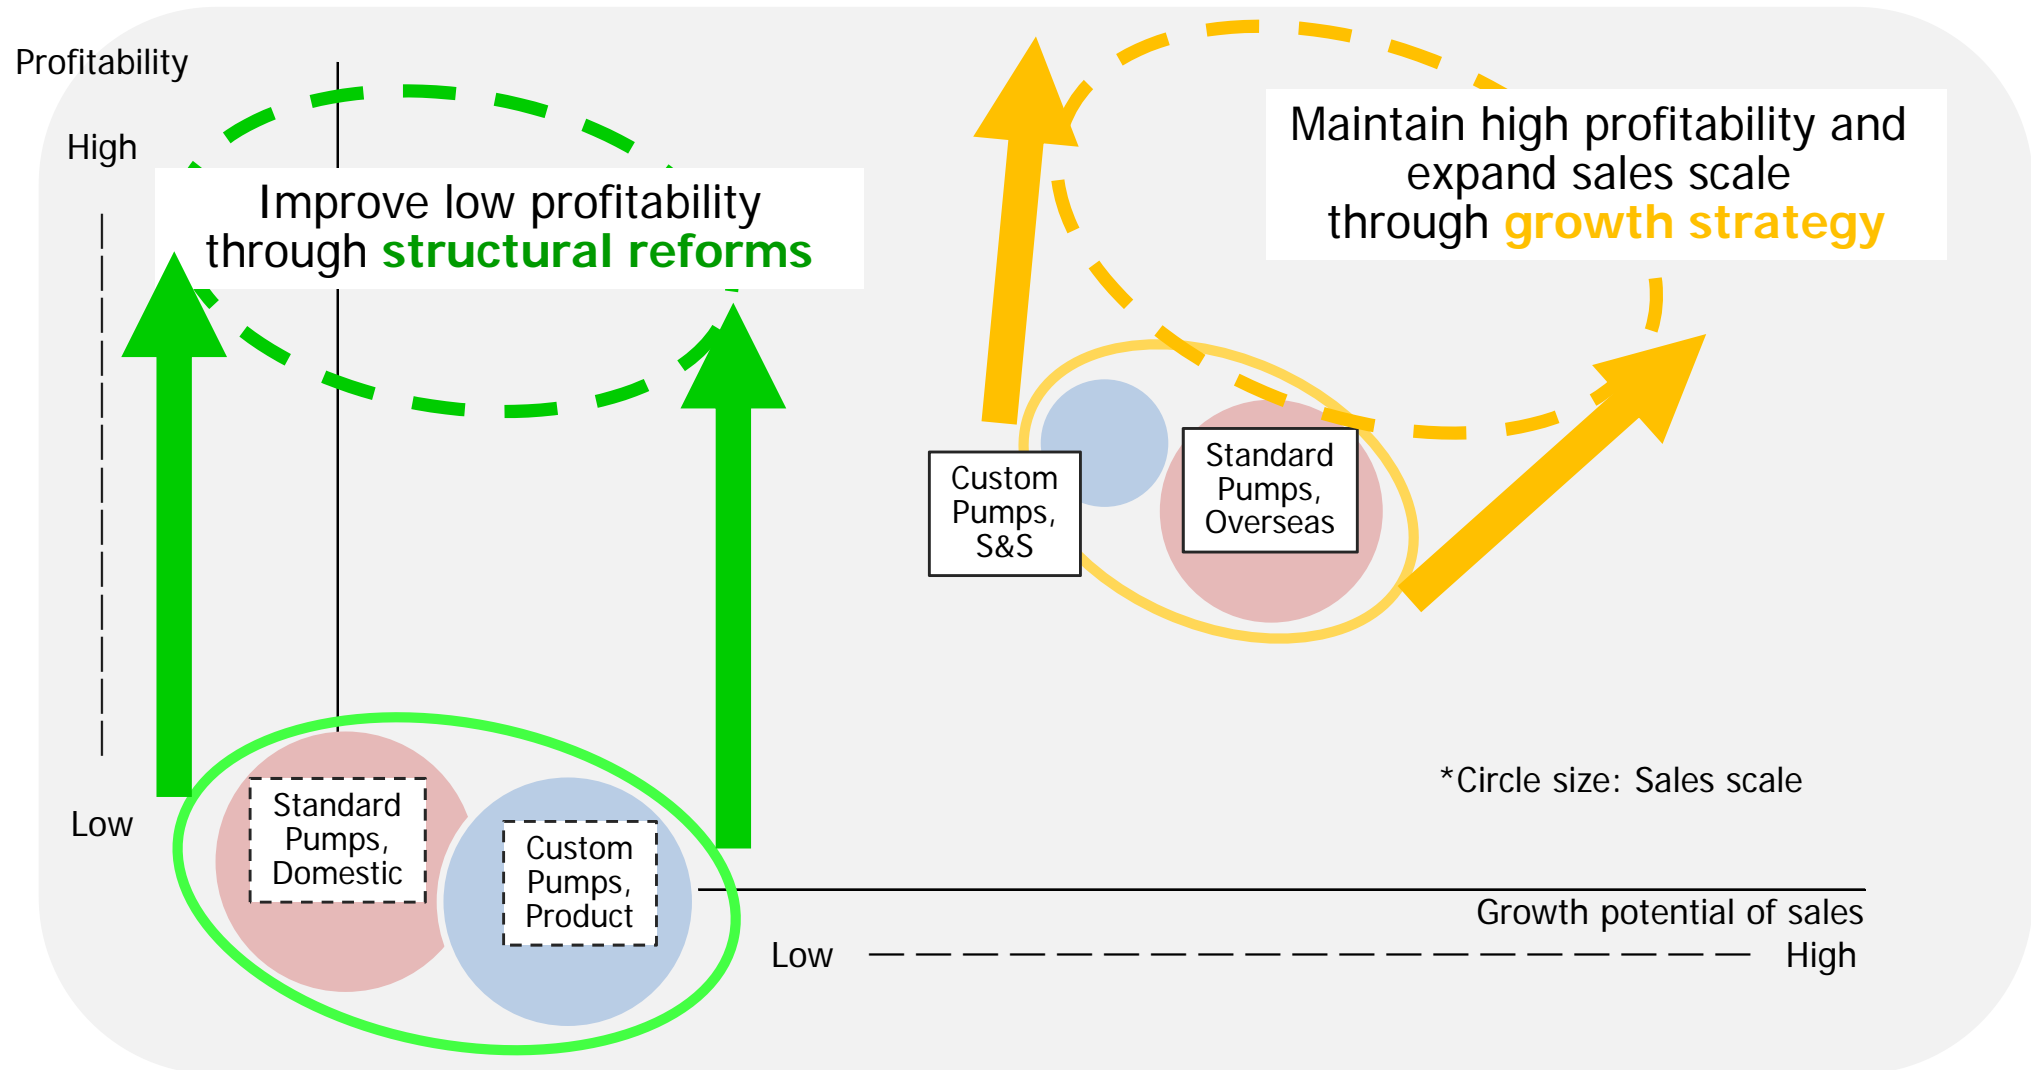 Profitability
High
Improve low profitability
through structural reforms
Maintain high profitability and
expand sales scale
through growth strategy
Custom
Pumps,
S&S
Standard
Pumps,
Overseas
*Circle size: Sales scale
Low
Standard
Pumps,
Domestic
Custom
Pumps,
Product
Growth potential of sales
Low
High